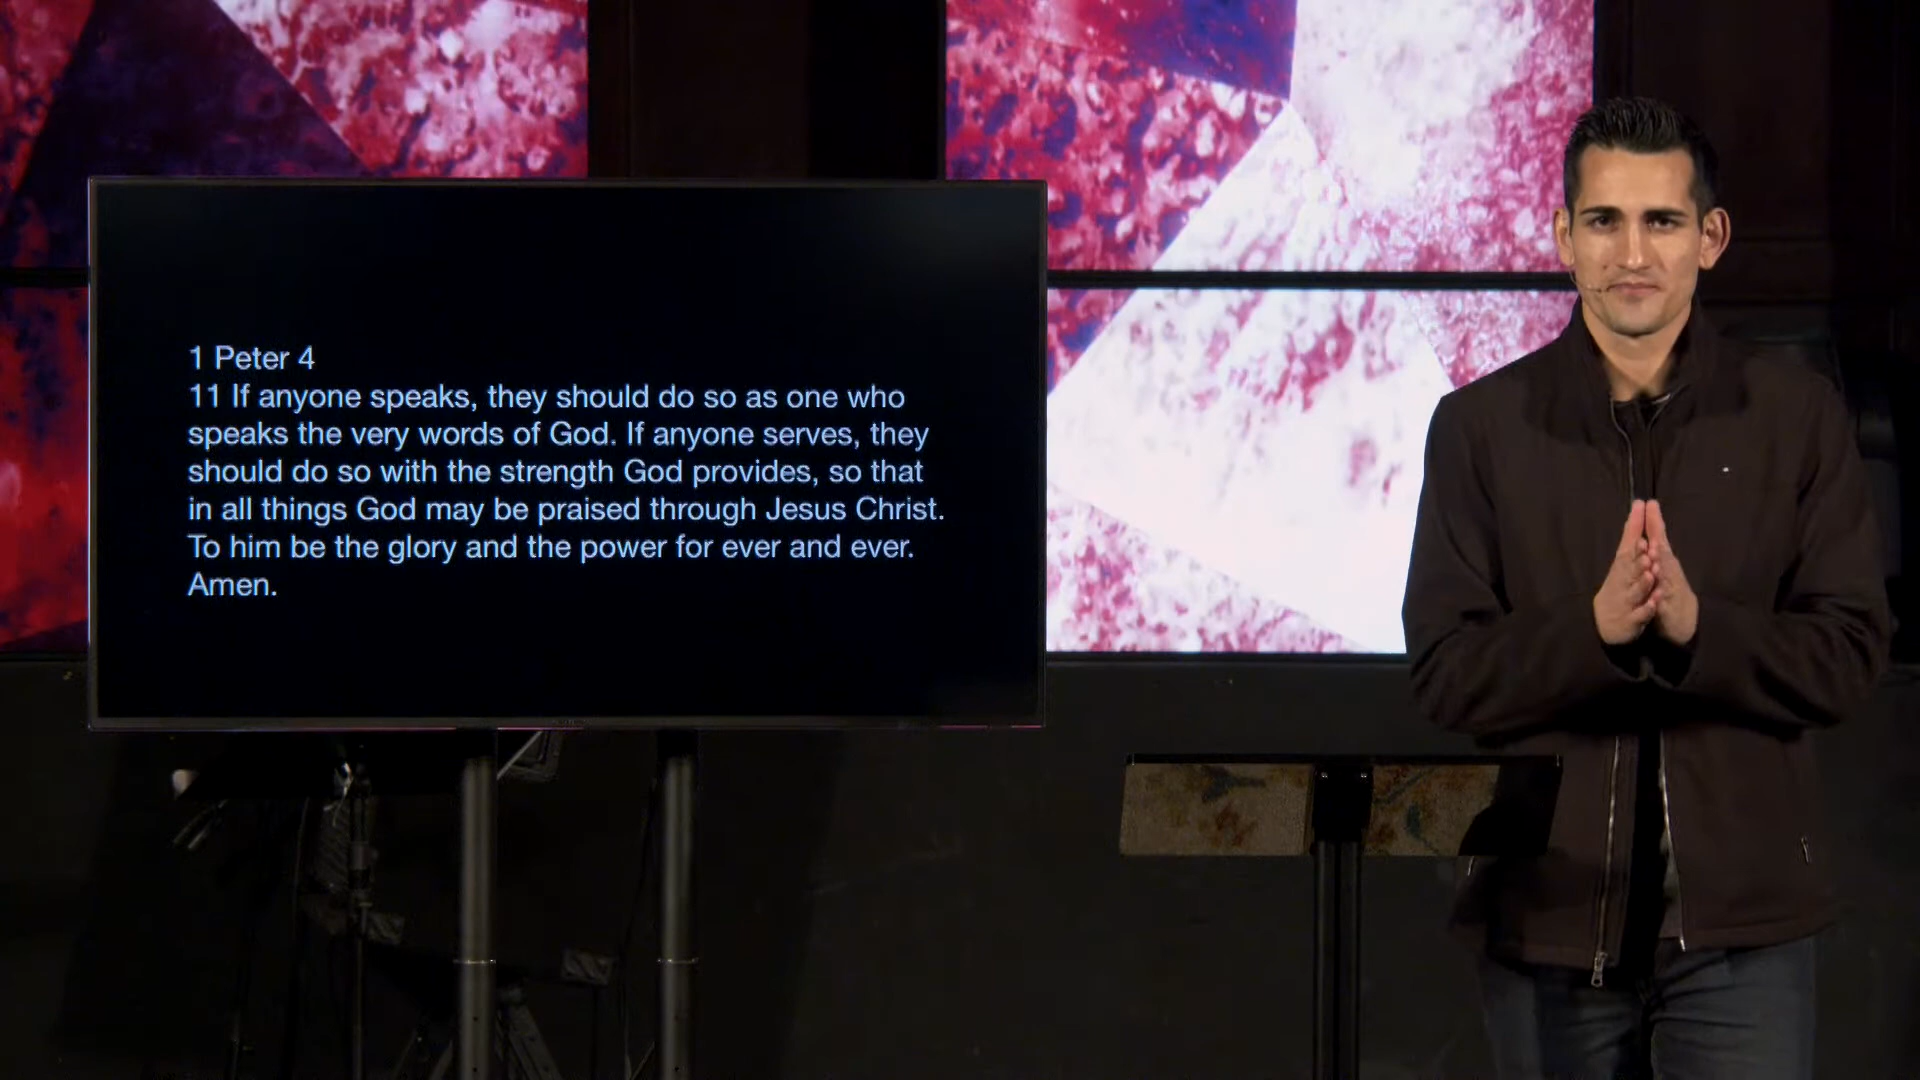 1 Peter 4
11 If anyone speaks, they should do so as one who
speaks the very words of God. If anyone serves, they
should do so with the strength God provides, so that
in all things God may be praised through Jesus Christ.
To him be the glory and the power for ever and ever.
Amen.